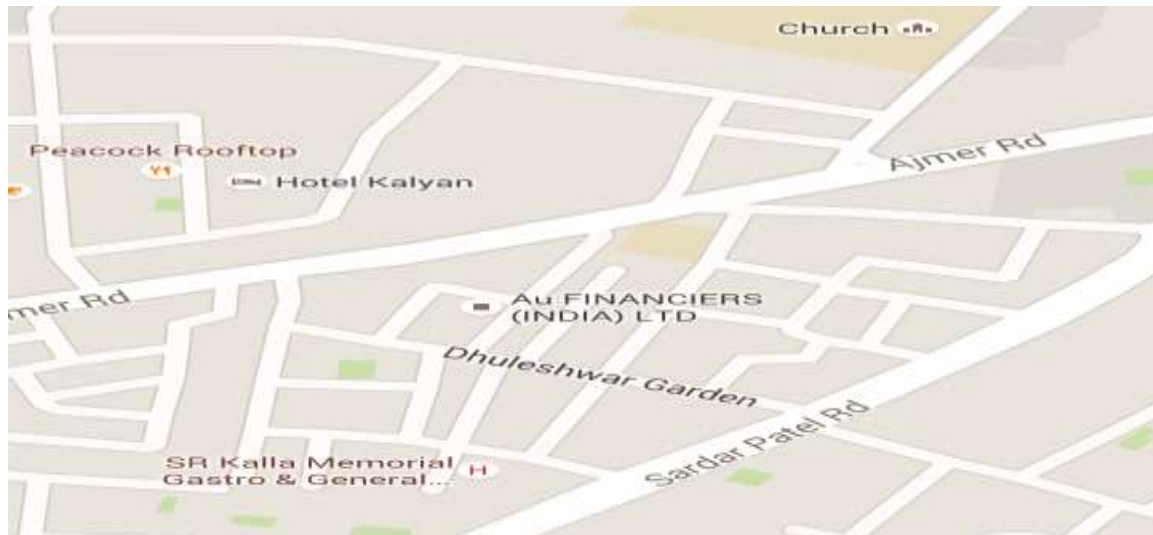 Church
Ajmer Rd
Peacock Rooftop
Hotel Kalyan
mer Rd
Au FINANCIERS
(INDIA) LTD
Dhuleshwar Garden
Sardar Patel Rd
SR Kalla Memorial
Gastro & General...
H